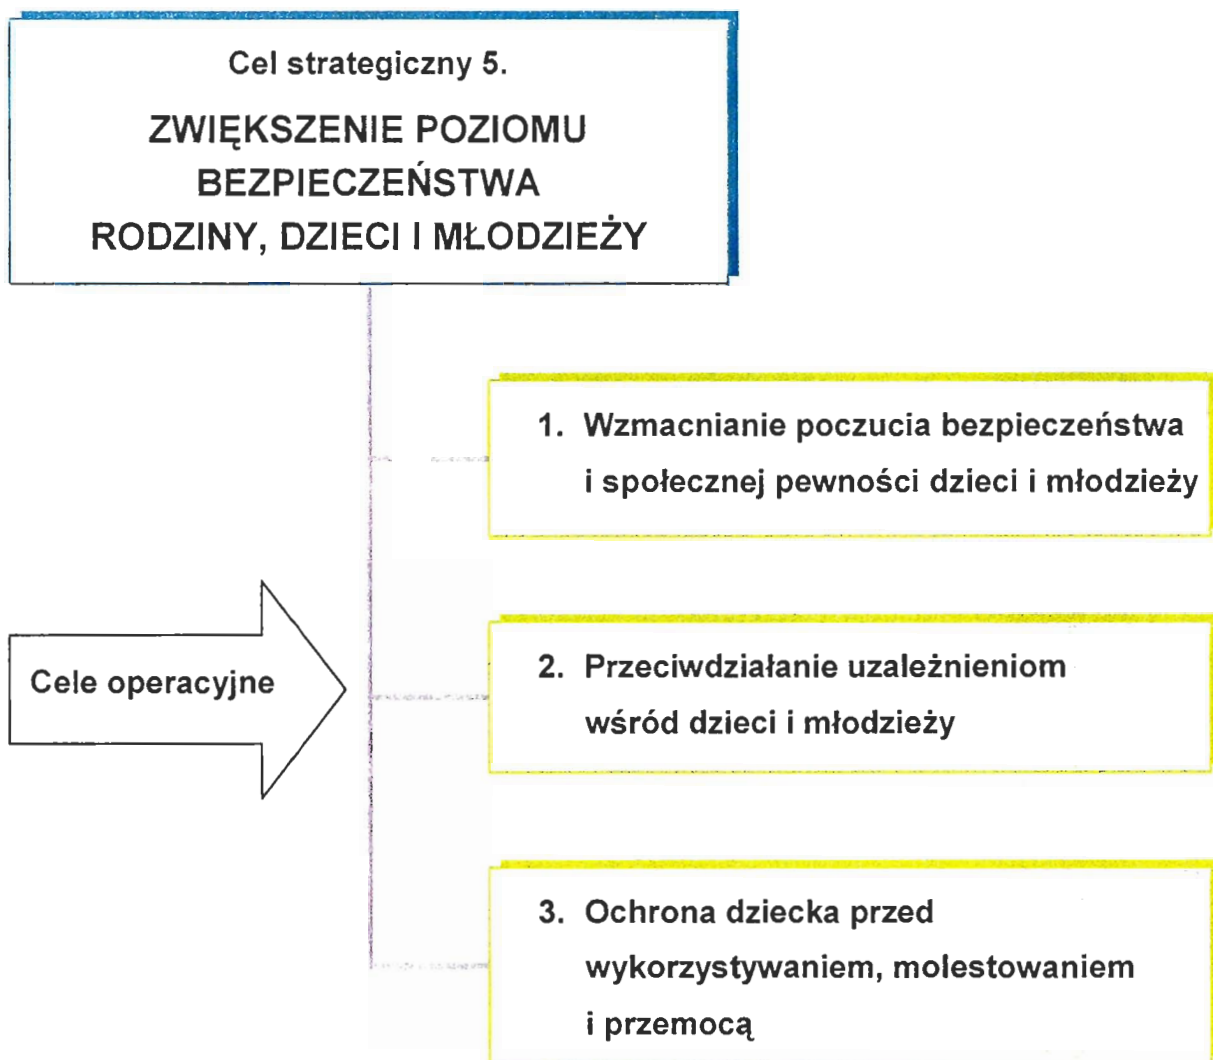 Cel strategiczny 5.
ZWIĘKSZENIE POZIOMU
BEZPIECZEŃSTWA
RODZINY, DZIECI I MŁODZIEŻY
1. Wzmacnianie poczucia bezpieczeństwa
i społecznej pewności dzieci i młodzieży
Cele operacyjne
2. Przeciwdziałanie uzależnieniom
wśród dzieci i młodzieży
3. Ochrona dziecka przed
wykorzystywaniem, molestowaniem
i przemocą